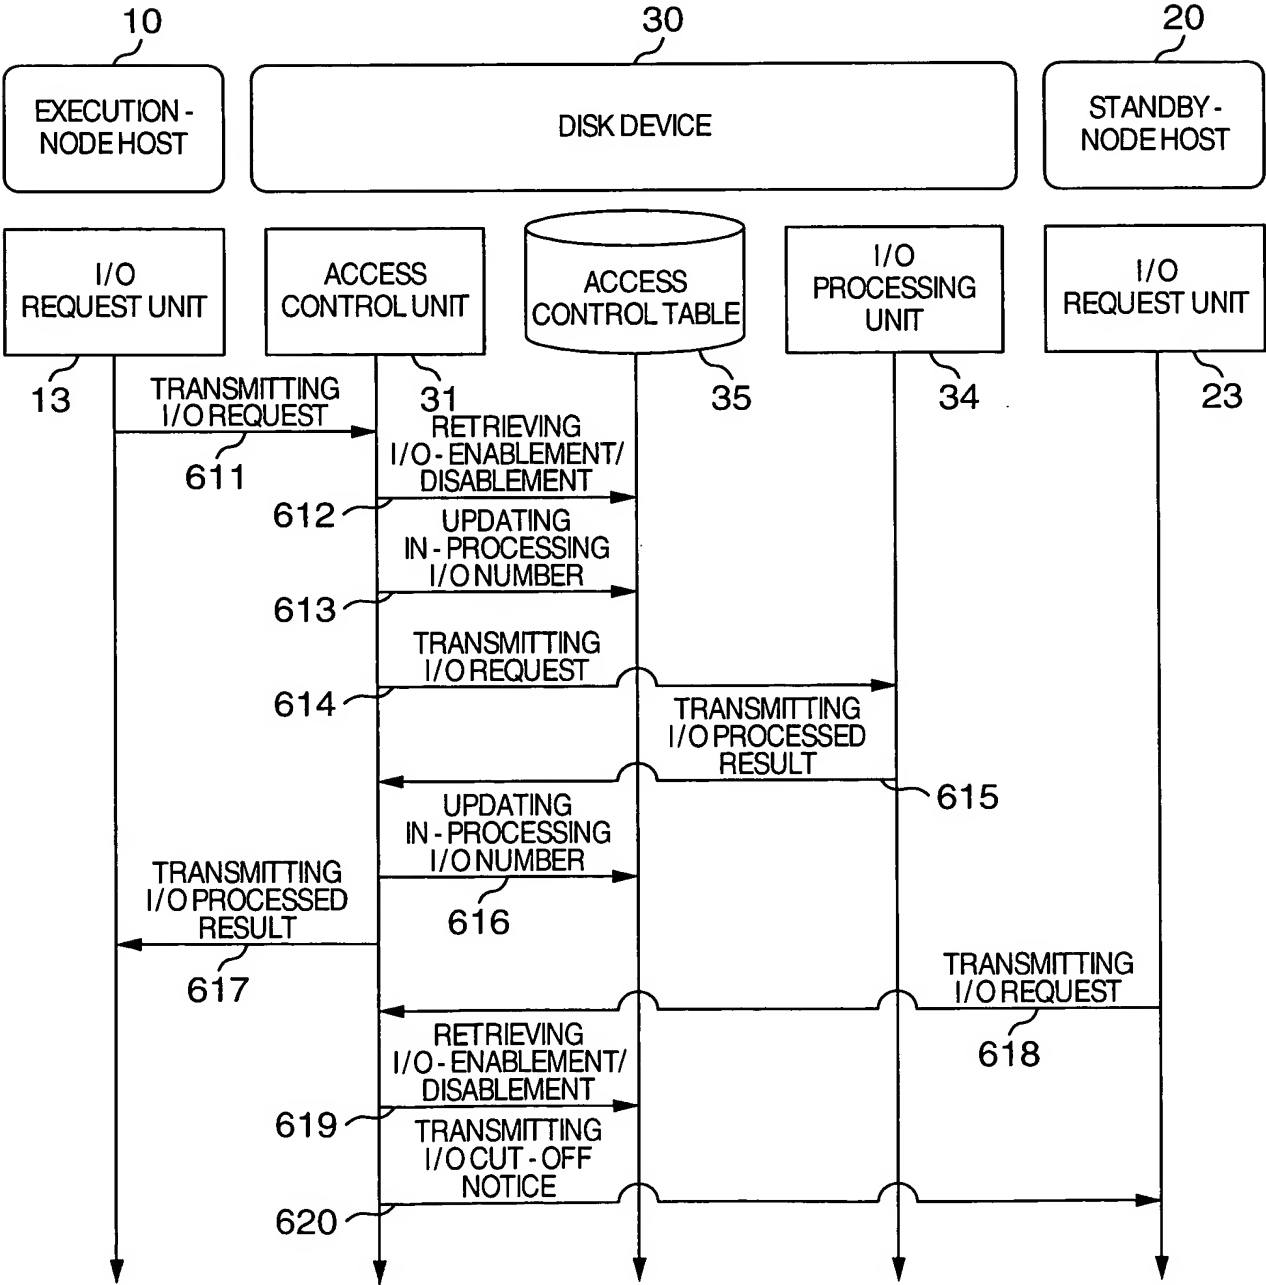 10
30
20
EXECUTION-
NODE HOST
DISK DEVICE
STANDBY-
NODE HOST
I/O
REQUEST UNIT
ACCESS
CONTROL UNIT
ACCESS
CONTROL TABLE
I/O
PROCESSING
UNIT
I/O
REQUEST UNIT
13
31
35
34
23
TRANSMITTING
I/O REQUEST
611
RETRIEVING
I/O-ENABLEMENT/
DISABLEMENT
612
UPDATING
IN-PROCESSING
I/O NUMBER
613
TRANSMITTING
I/O REQUEST
614
TRANSMITTING
I/O PROCESSED
RESULT
615
UPDATING
IN-PROCESSING
I/O NUMBER
616
TRANSMITTING
I/O PROCESSED
RESULT
617
TRANSMITTING
I/O REQUEST
618
RETRIEVING
I/O-ENABLEMENT/
DISABLEMENT
619
TRANSMITTING
I/O CUT-OFF
NOTICE
620